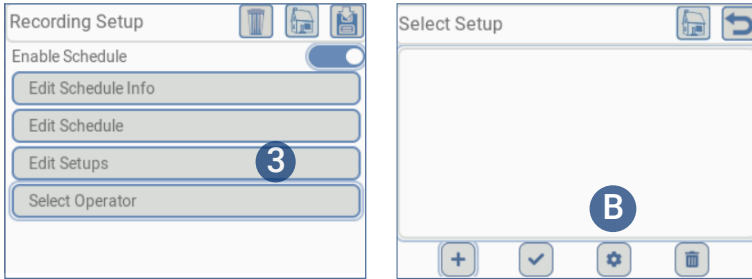 Recording Setup
Enable Schedule
Edit Schedule Info
Edit Schedule
Edit Setups
3
Select Operator
Select Setup
B